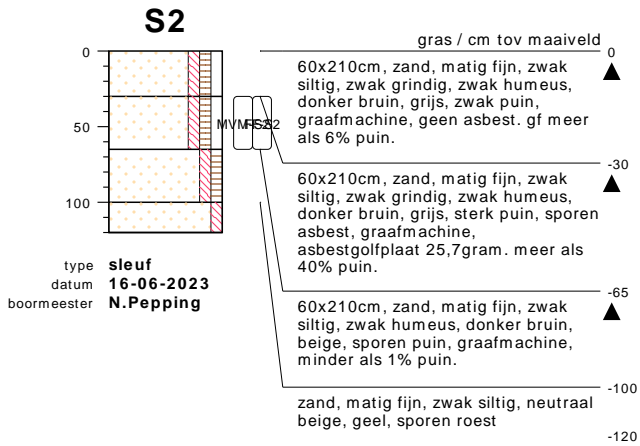 S2
gras / cm tov maaiveld
0
0
60x210cm, zand, matig fijn, zwak
siltig, zwak grindig, zwak humeus,
donker bruin, grijs, zwak puin,
graafmachine, geen asbest. gf meer
als 6% puin.
50
-30
60x210cm, zand, matig fijn, zwak
siltig, zwak grindig, zwak humeus,
donker bruin, grijs, sterk puin, sporen
asbest, graafmachine,
asbestgolfplaat 25,7gram. meer als
40% puin.
100
-65
60x210cm, zand, matig fijn, zwak
siltig, zwak humeus, donker bruin,
beige, sporen puin, graafmachine,
minder als 1% puin.
-100
zand, matig fijn, zwak siltig, neutraal
beige, geel, sporen roest
-120
type sleuf
datum 16-06-2023
boormeester N.Pepping